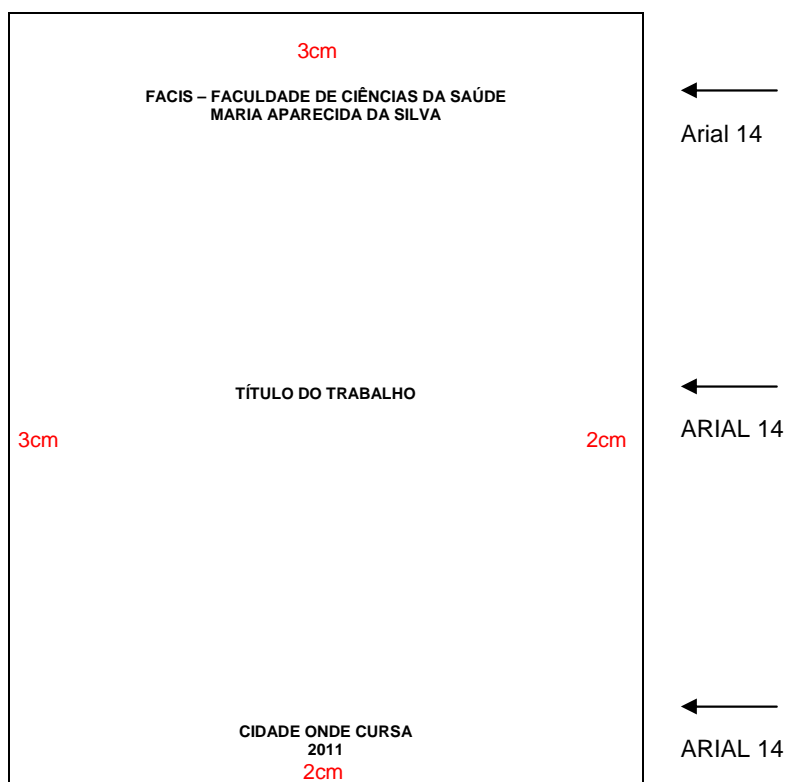 3cm
FACIS – FACULDADE DE CIÊNCIAS DA SAÚDE
MARIA APARECIDA DA SILVA
Arial 14
TÍTULO DO TRABALHO
ARIAL 14
3cm
2cm
CIDADE ONDE CURSA
2011
ARIAL 14
2cm